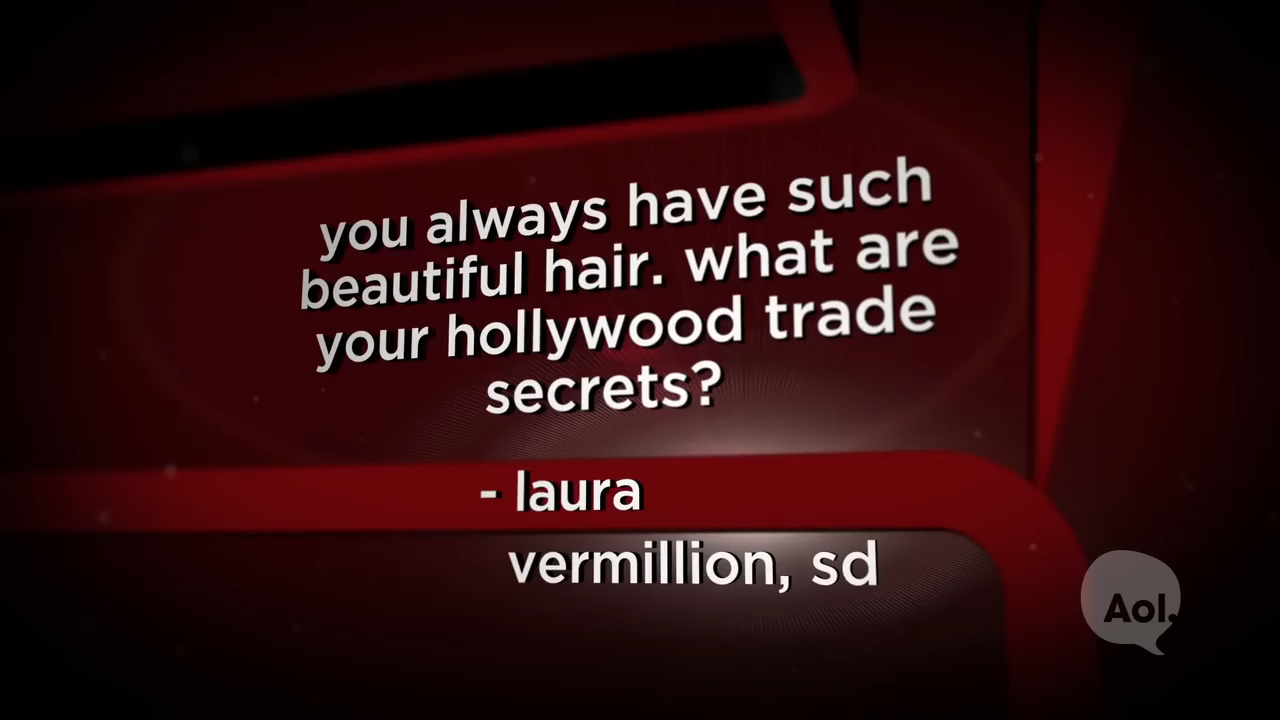 you always have such
beautiful hair. what are
your hollywood trade
secrets?
- laura
vermillion, sd
Aol.